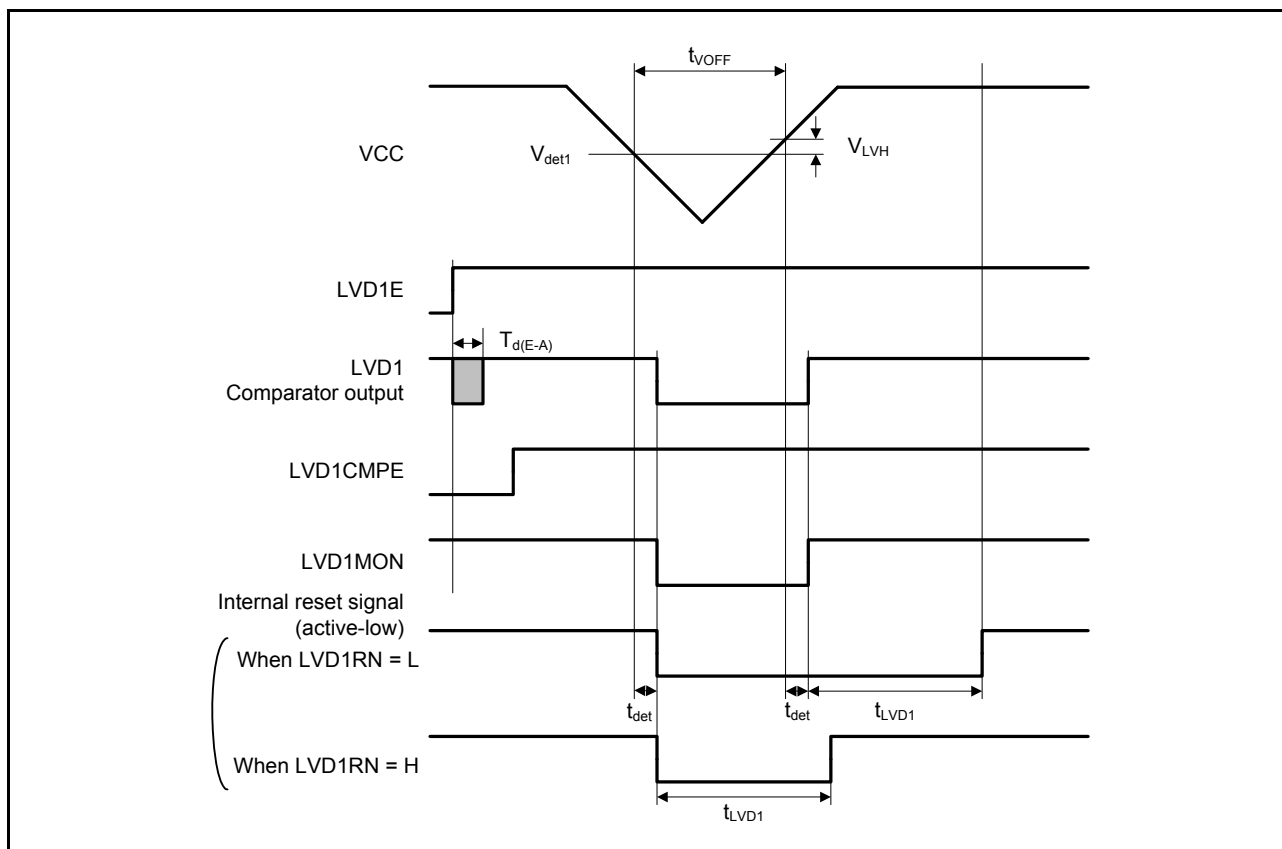 tVOFF
VCC
Vdet1
VLVH
LVD1E
Td(E-A)
LVD1
Comparator output
LVD1CMPE
LVD1MON
Internal reset signal
(active-low)
When LVD1RN = L
tdet
tdet
tLVD1
When LVD1RN = H
tLVD1